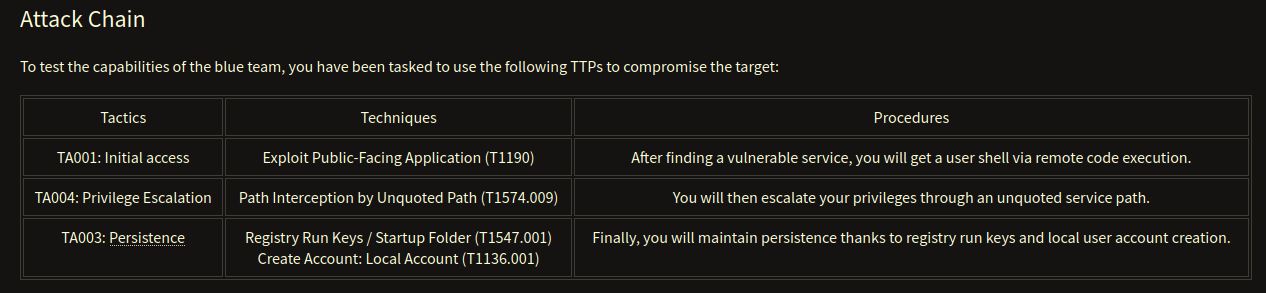 Attack Chain
To test the capabilities of the blue team, you have been tasked to use the following TTPs to compromise the target:
Tactics Techniques Procedures
TA001: Initial access Exploit Public-Facing Application (T1190) After finding a vulnerable service, you will get a user shell via remote code execution.
TA004: Privilege Escalation Path Interception by Unquoted Path (T1574.009) You will then escalate your privileges through an unquoted service path.
TA003: Persistence Registry Run Keys / Startup Folder (T1547.001) Finally, you will maintain persistence thanks to registry run keys and local user account creation.
Create Account: Local Account (T1136.001)